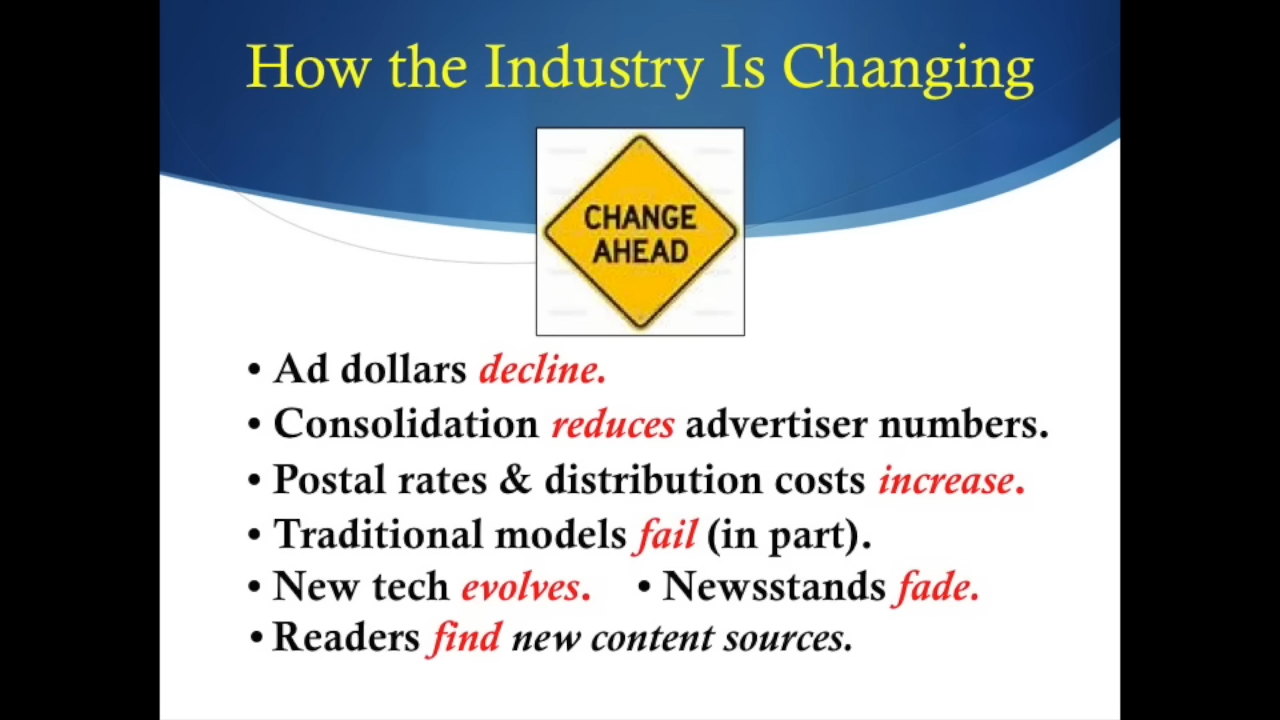 How the Industry Is Changing
CHANGE
AHEAD
• Ad dollars decline.
• Consolidation reduces advertiser numbers.
• Postal rates & distribution costs increase.
• Traditional models fail (in part).
• New tech evolves. • Newsstands fade.
• Readers find new content sources.